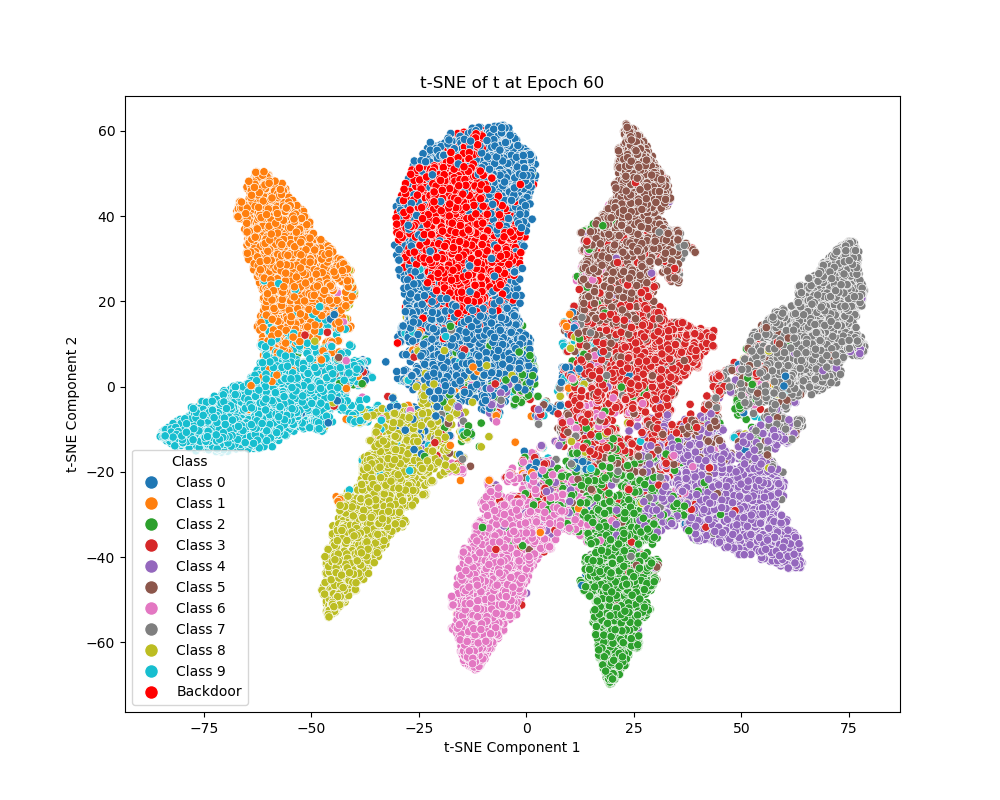 t-SNE of t at Epoch 60
t-SNE Component 2
60
40
20
0
−20
−40
−60
Class
Class 0
Class 1
Class 2
Class 3
Class 4
Class 5
Class 6
Class 7
Class 8
Class 9
Backdoor
−75
−50
−25
0
25
50
75
t-SNE Component 1